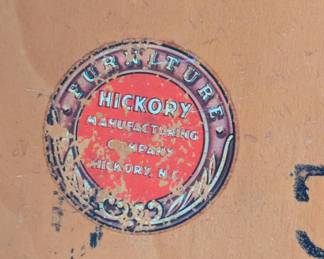 FURNITURE
HICKORY
MANUFACTURING
COMPANY
HICKORY, N.C.